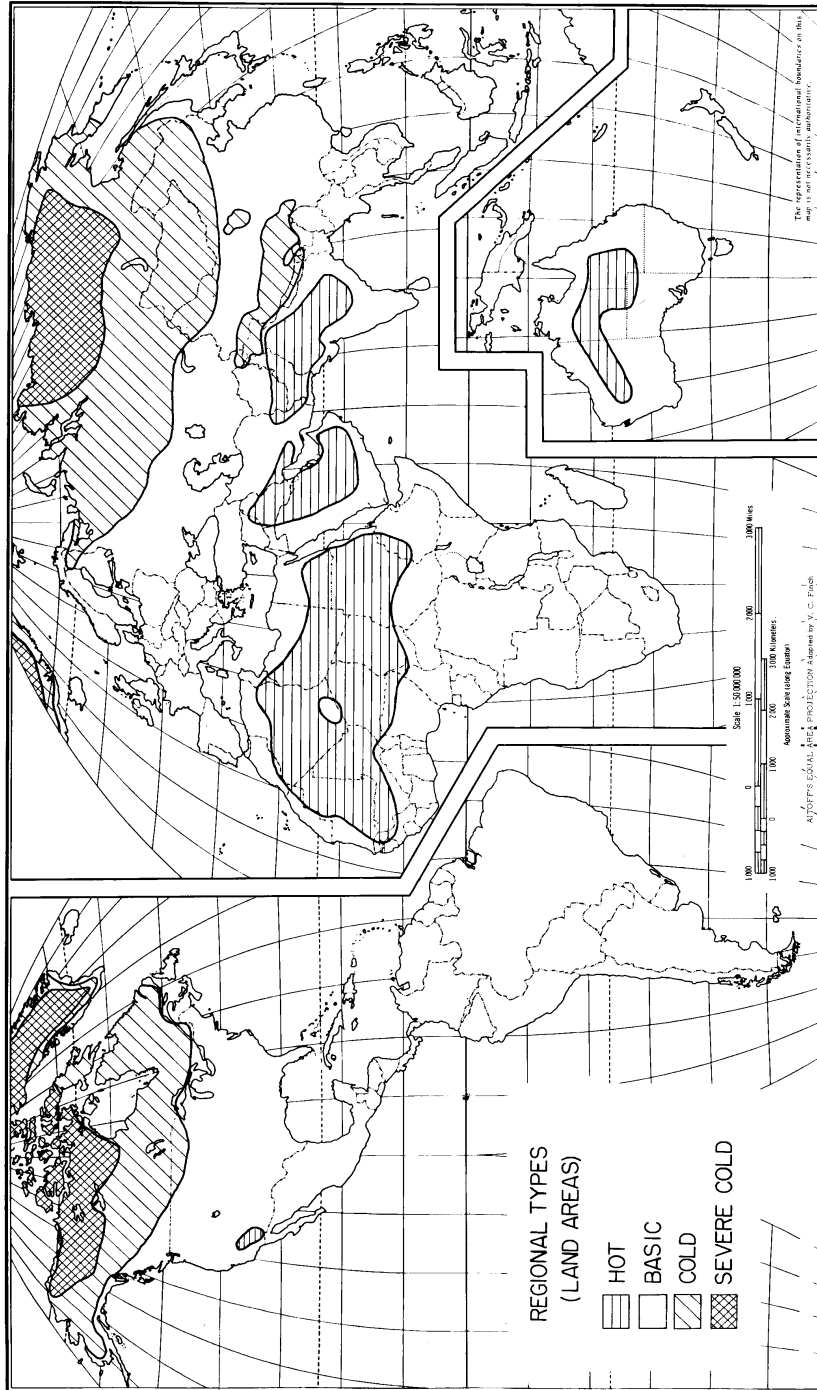 REGIONAL TYPES
(LAND AREAS)
HOT
BASIC
COLD
SEVERE COLD
Scale 1:50 000 000
1000 0 1000 2000 3000 Miles
1000 0 1000 2000 3000 Kilometers
Approximate Scale (along Equator)
AITOFF'S EQUAL AREA PROJECTION Adapted by V. C. Finch
The representation of international boundaries on this
map is not necessarily authoritative.